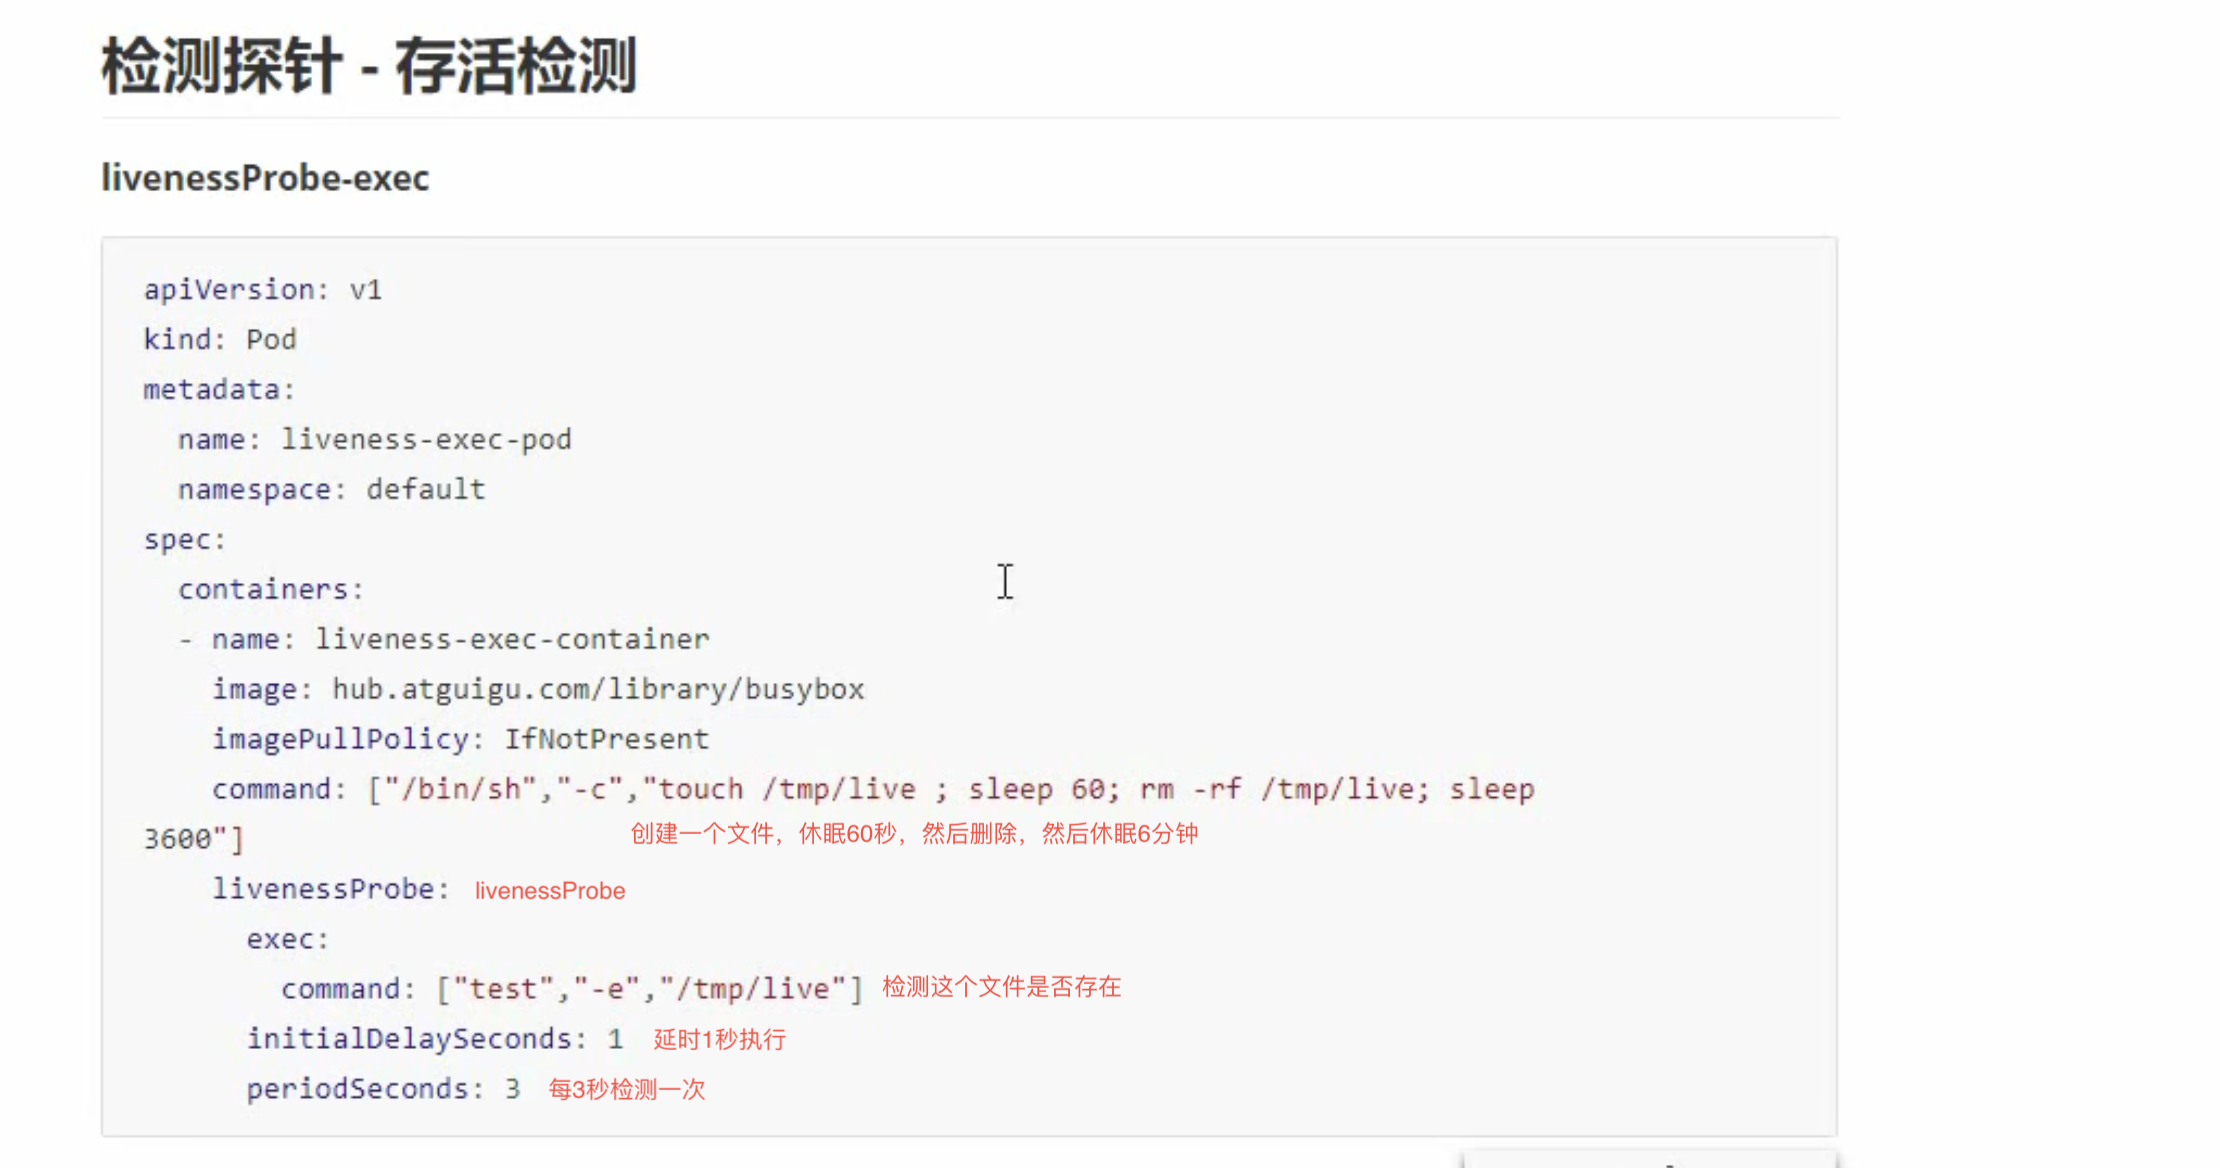 检测探针 - 存活检测
livenessProbe-exec
apiVersion: v1
kind: Pod
metadata:
  name: liveness-exec-pod
  namespace: default
spec:
  containers:
  - name: liveness-exec-container
    image: hub.atguigu.com/library/busybox
    imagePullPolicy: IfNotPresent
    command: ["/bin/sh","-c","touch /tmp/live ; sleep 60; rm -rf /tmp/live; sleep
3600"]
创建一个文件，休眠60秒，然后删除，然后休眠6分钟
    livenessProbe: livenessProbe
      exec:
        command: ["test","-e","/tmp/live"] 检测这个文件是否存在
      initialDelaySeconds: 1 延时1秒执行
      periodSeconds: 3 每3秒检测一次